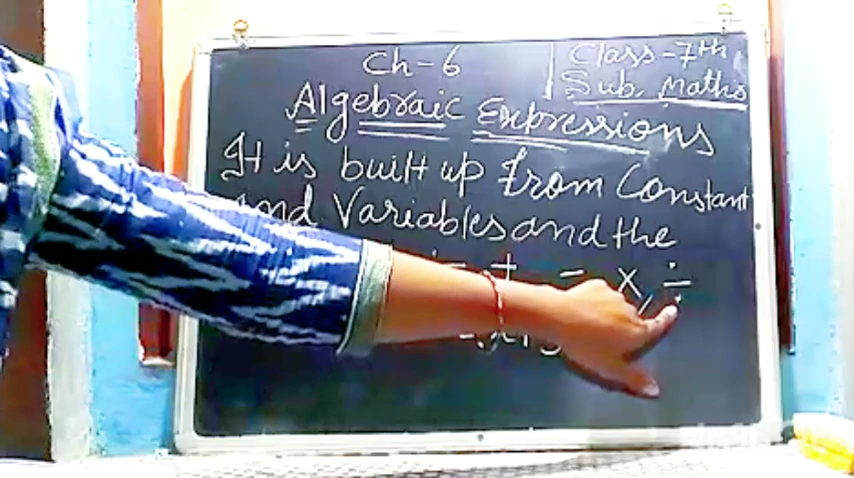 Ch-6
Class-7th
Sub. Maths
Algebraic Expressions
It is built up from Constant
and Variables and the
+ - ×, ÷